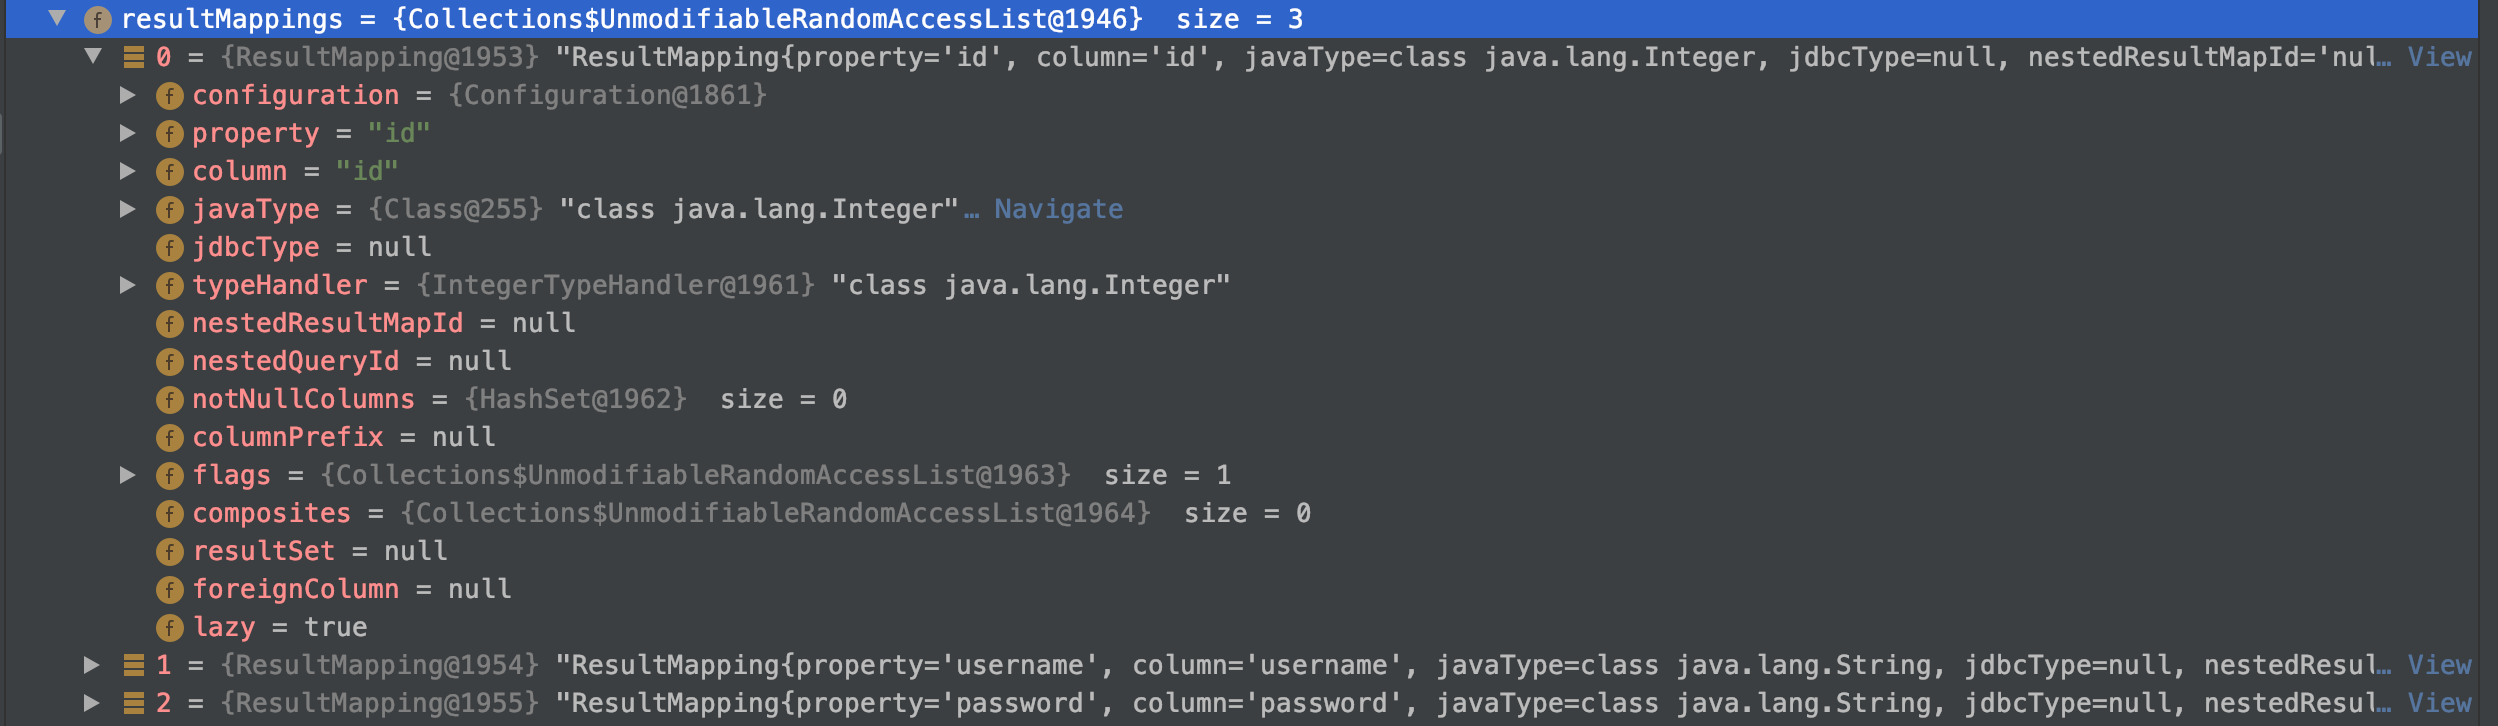 f resultMappings = {Collections$UnmodifiableRandomAccessList@1946} size = 3
0 = {ResultMapping@1953} "ResultMapping{property='id', column='id', javaType=class java.lang.Integer, jdbcType=null, nestedResultMapId='nul... View
f configuration = {Configuration@1861}
f property = "id"
f column = "id"
f javaType = {Class@255} "class java.lang.Integer"... Navigate
f jdbcType = null
f typeHandler = {IntegerTypeHandler@1961} "class java.lang.Integer"
f nestedResultMapId = null
f nestedQueryId = null
f notNullColumns = {HashSet@1962} size = 0
f columnPrefix = null
f flags = {Collections$UnmodifiableRandomAccessList@1963} size = 1
f composites = {Collections$UnmodifiableRandomAccessList@1964} size = 0
f resultSet = null
f foreignColumn = null
f lazy = true
1 = {ResultMapping@1954} "ResultMapping{property='username', column='username', javaType=class java.lang.String, jdbcType=null, nestedResul... View
2 = {ResultMapping@1955} "ResultMapping{property='password', column='password', javaType=class java.lang.String, jdbcType=null, nestedResul... View